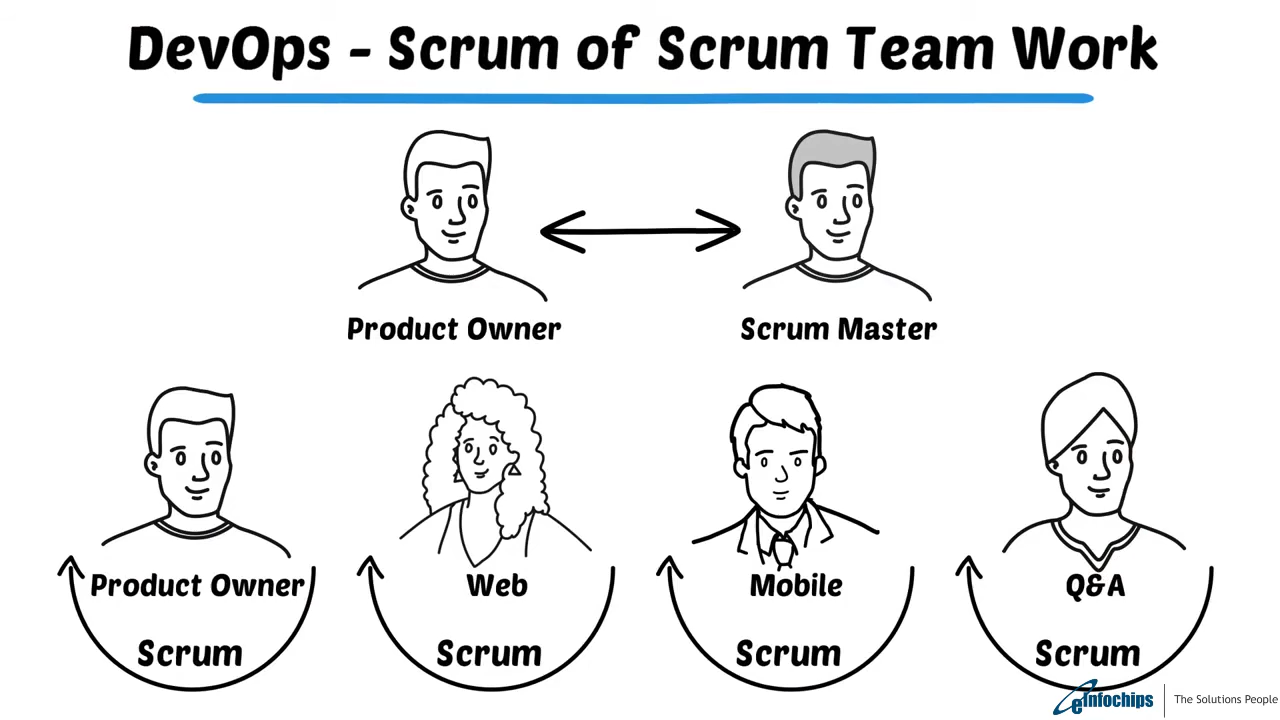 DevOps - Scrum of Scrum Team Work
Product Owner
Scrum Master
Product Owner
Scrum
Web
Scrum
Mobile
Scrum
Q&A
Scrum
eInfochips
The Solutions People